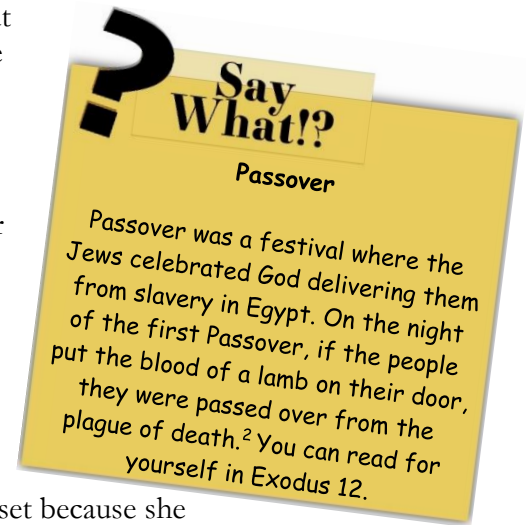 ?
Say
What!?
Passover
Passover was a festival where the
Jews celebrated God delivering them
from slavery in Egypt. On the night
of the first Passover, if the people
put the blood of a lamb on their door,
they were passed over from the
plague of death.² You can read for
yourself in Exodus 12.
set because she